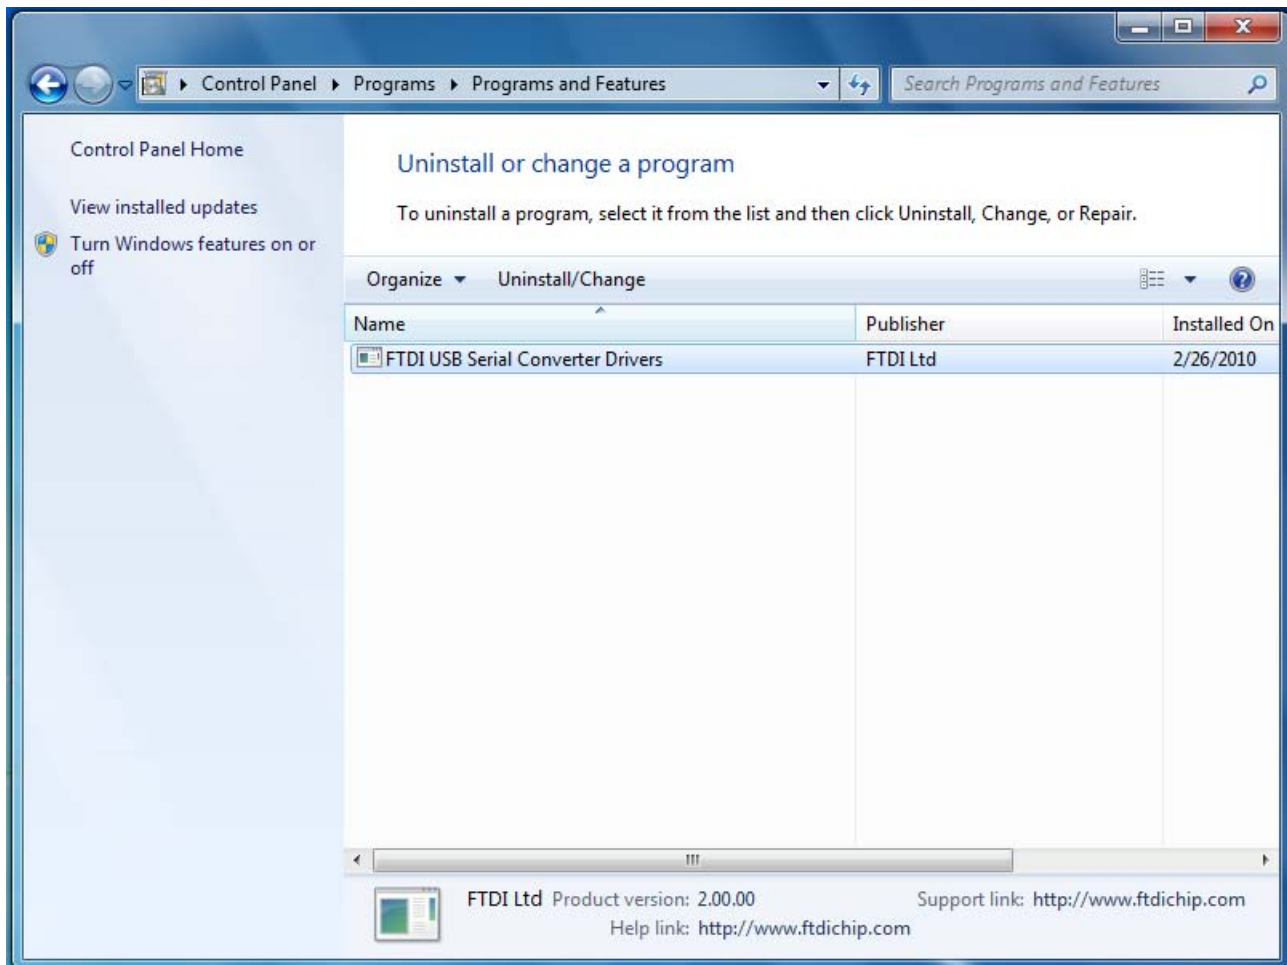 Control Panel Programs Programs and Features Search Programs and Features
Control Panel Home
View installed updates
Turn Windows features on or
off
Uninstall or change a program
To uninstall a program, select it from the list and then click Uninstall, Change, or Repair.
Organize Uninstall/Change
Name Publisher Installed On
FTDI USB Serial Converter Drivers FTDI Ltd 2/26/2010
FTDI Ltd Product version: 2.00.00 Support link: http://www.ftdichip.com
Help link: http://www.ftdichip.com